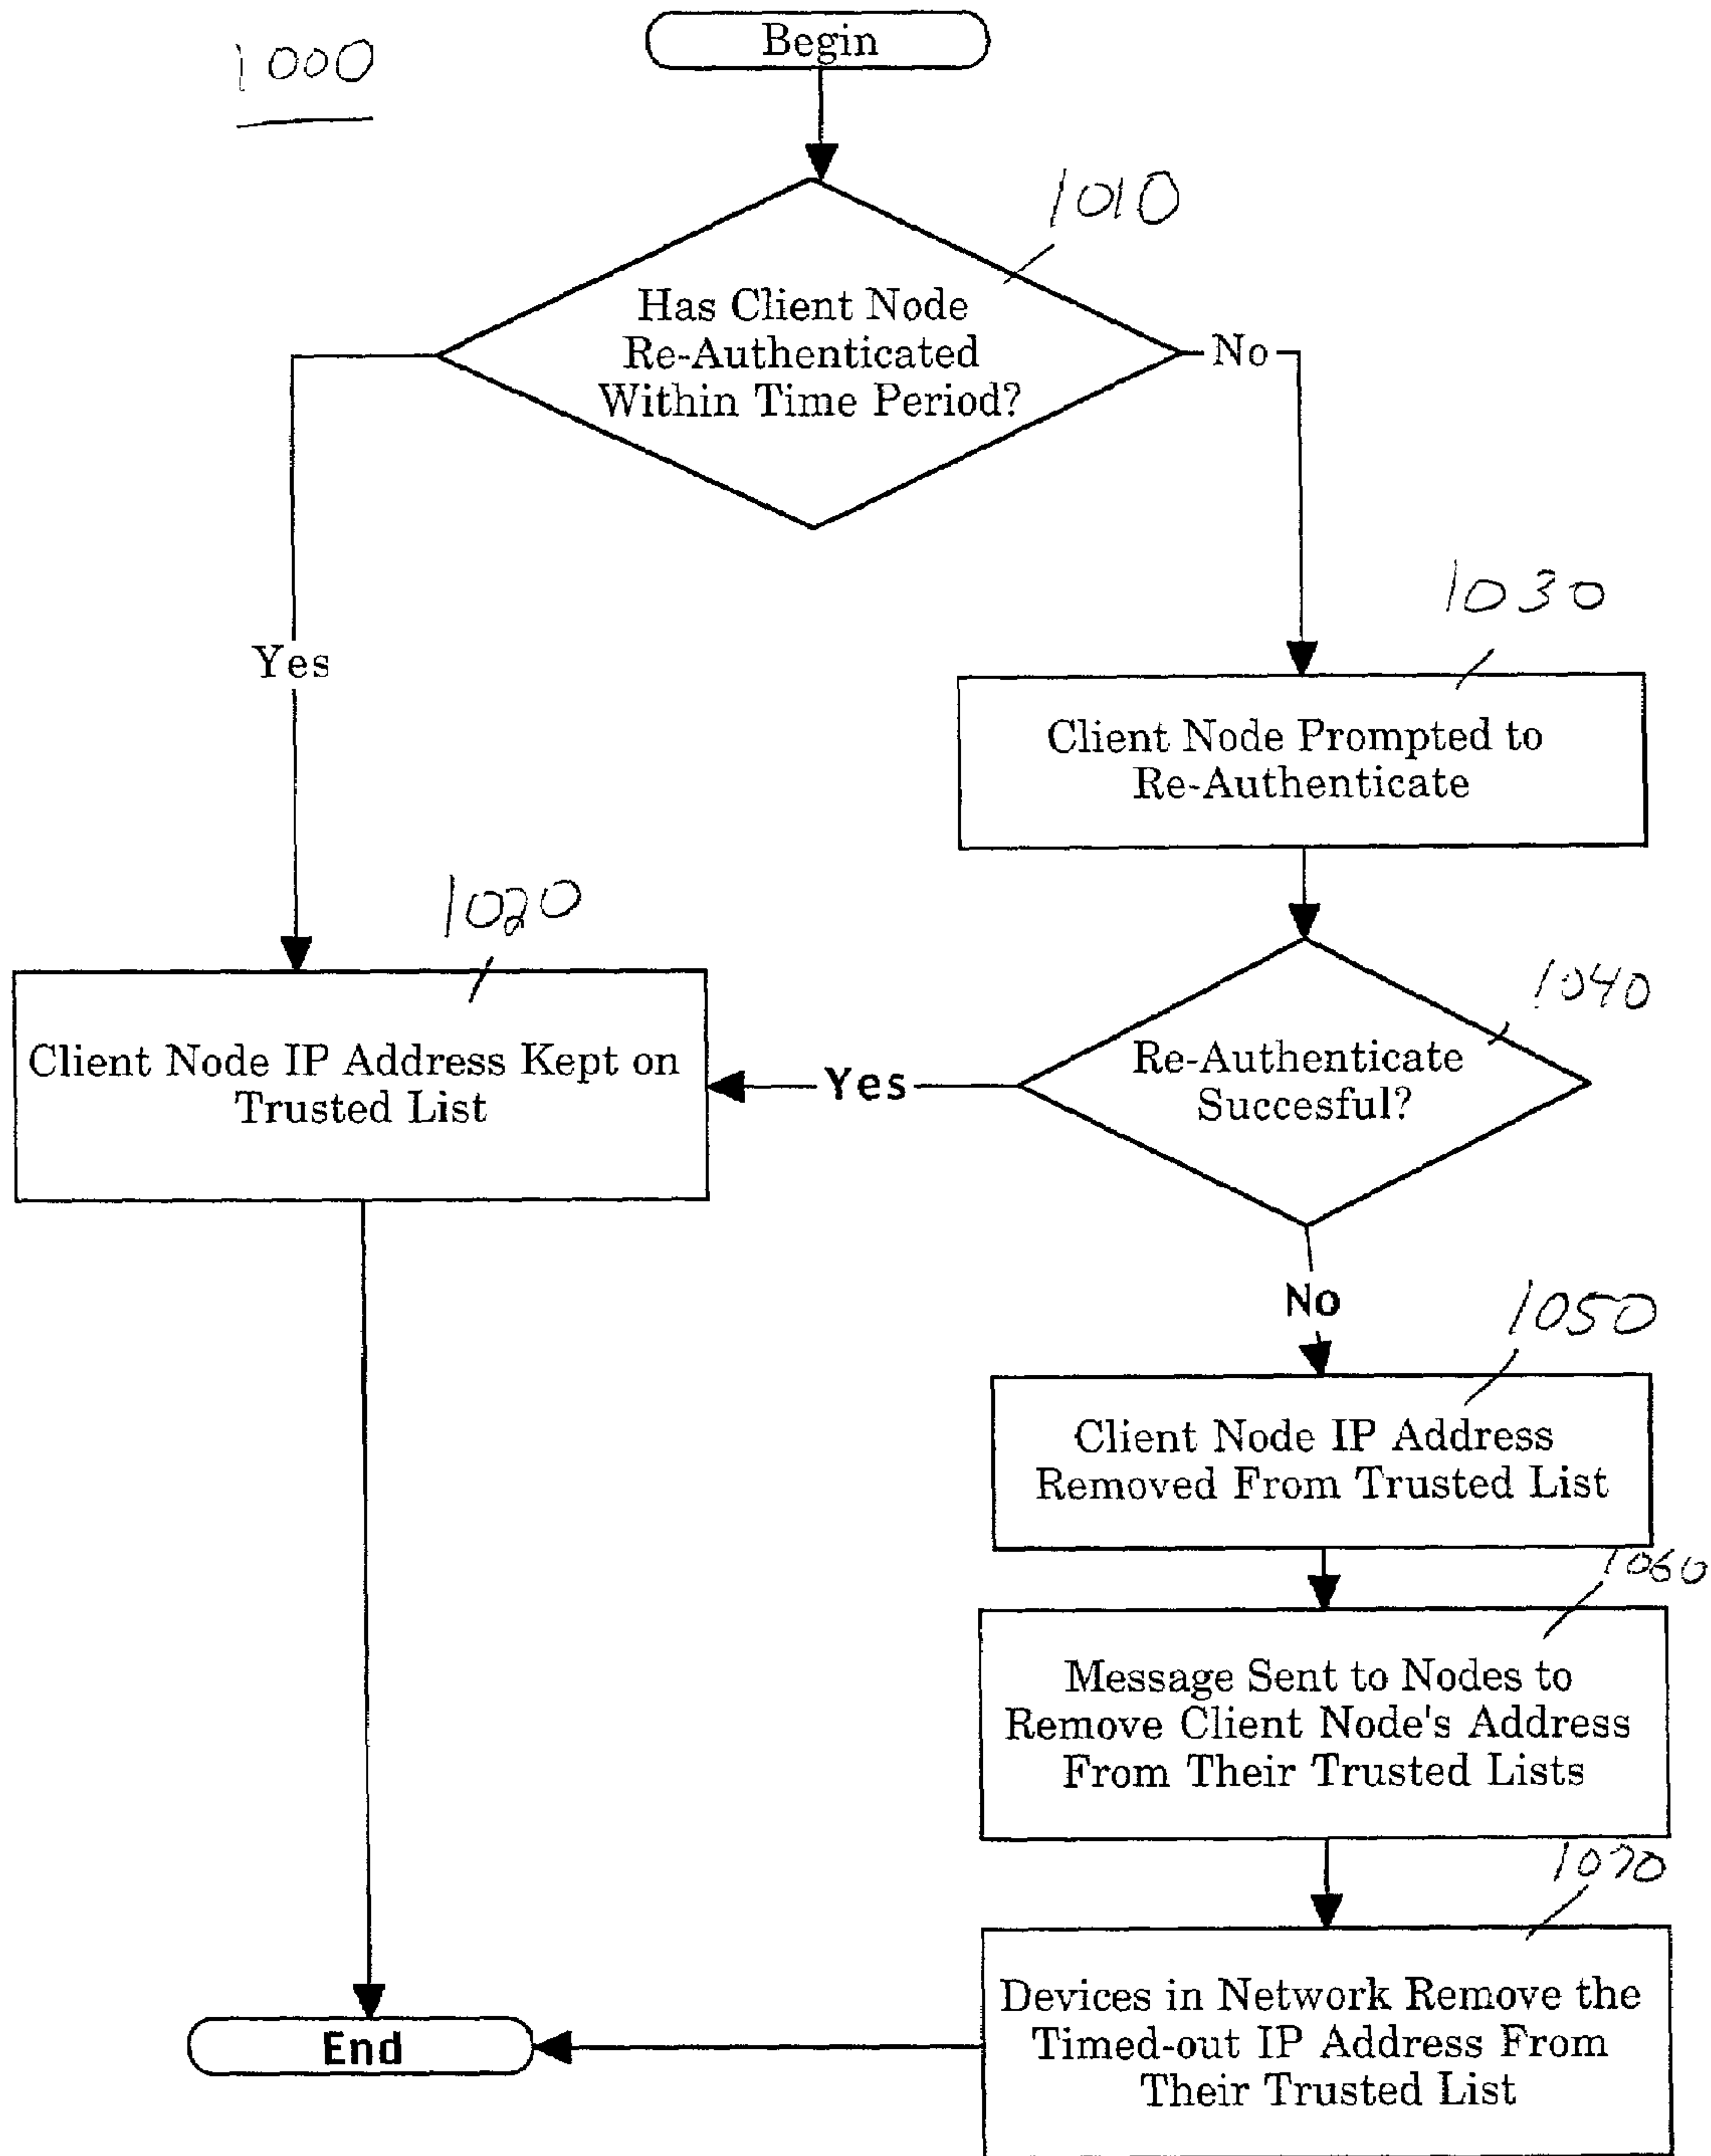 1000
Begin
1010
Has Client Node
Re-Authenticated
Within Time Period?
No
Yes
1030
Client Node Prompted to
Re-Authenticate
1020
Client Node IP Address Kept on
Trusted List
Yes
1040
Re-Authenticate
Succesful?
No
1050
Client Node IP Address
Removed From Trusted List
1060
Message Sent to Nodes to
Remove Client Node's Address
From Their Trusted Lists
1070
Devices in Network Remove the
Timed-out IP Address From
Their Trusted List
End